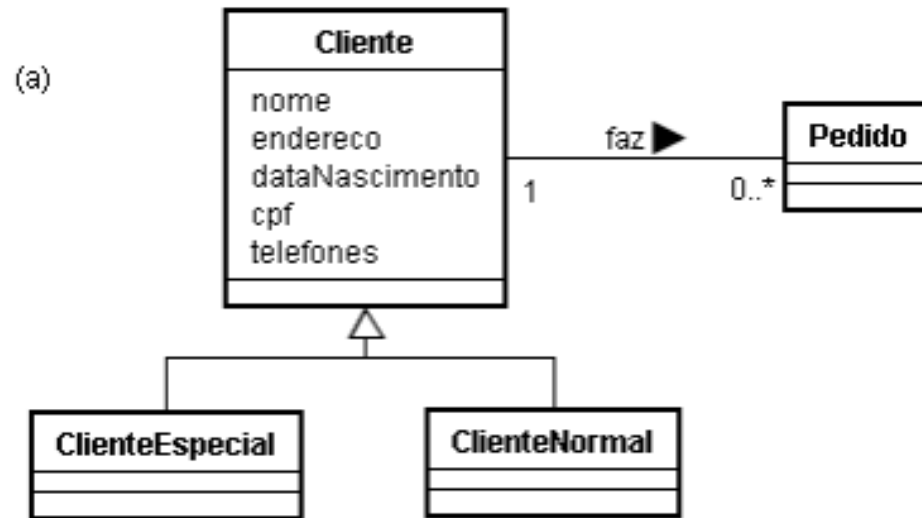 Cliente
(a)
nome
endereco
dataNascimento
cpf
telefones
faz
Pedido
1
0..*
ClienteEspecial
ClienteNormal